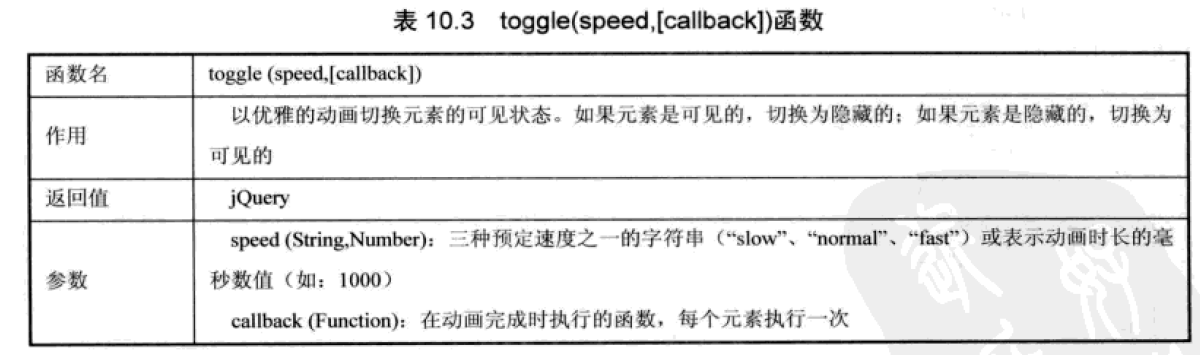 表 10.3 toggle(speed,[callback])函数
函数名 toggle (speed,[callback])
作用 以优雅的动画切换元素的可见状态。如果元素是可见的，切换为隐藏的；如果元素是隐藏的，切换为
可见的
返回值 jQuery
参数 speed (String,Number)：三种预定速度之一的字符串（“slow”、“normal”、“fast”）或表示动画时长的毫
秒数值（如：1000）
callback (Function)：在动画完成时执行的函数，每个元素执行一次